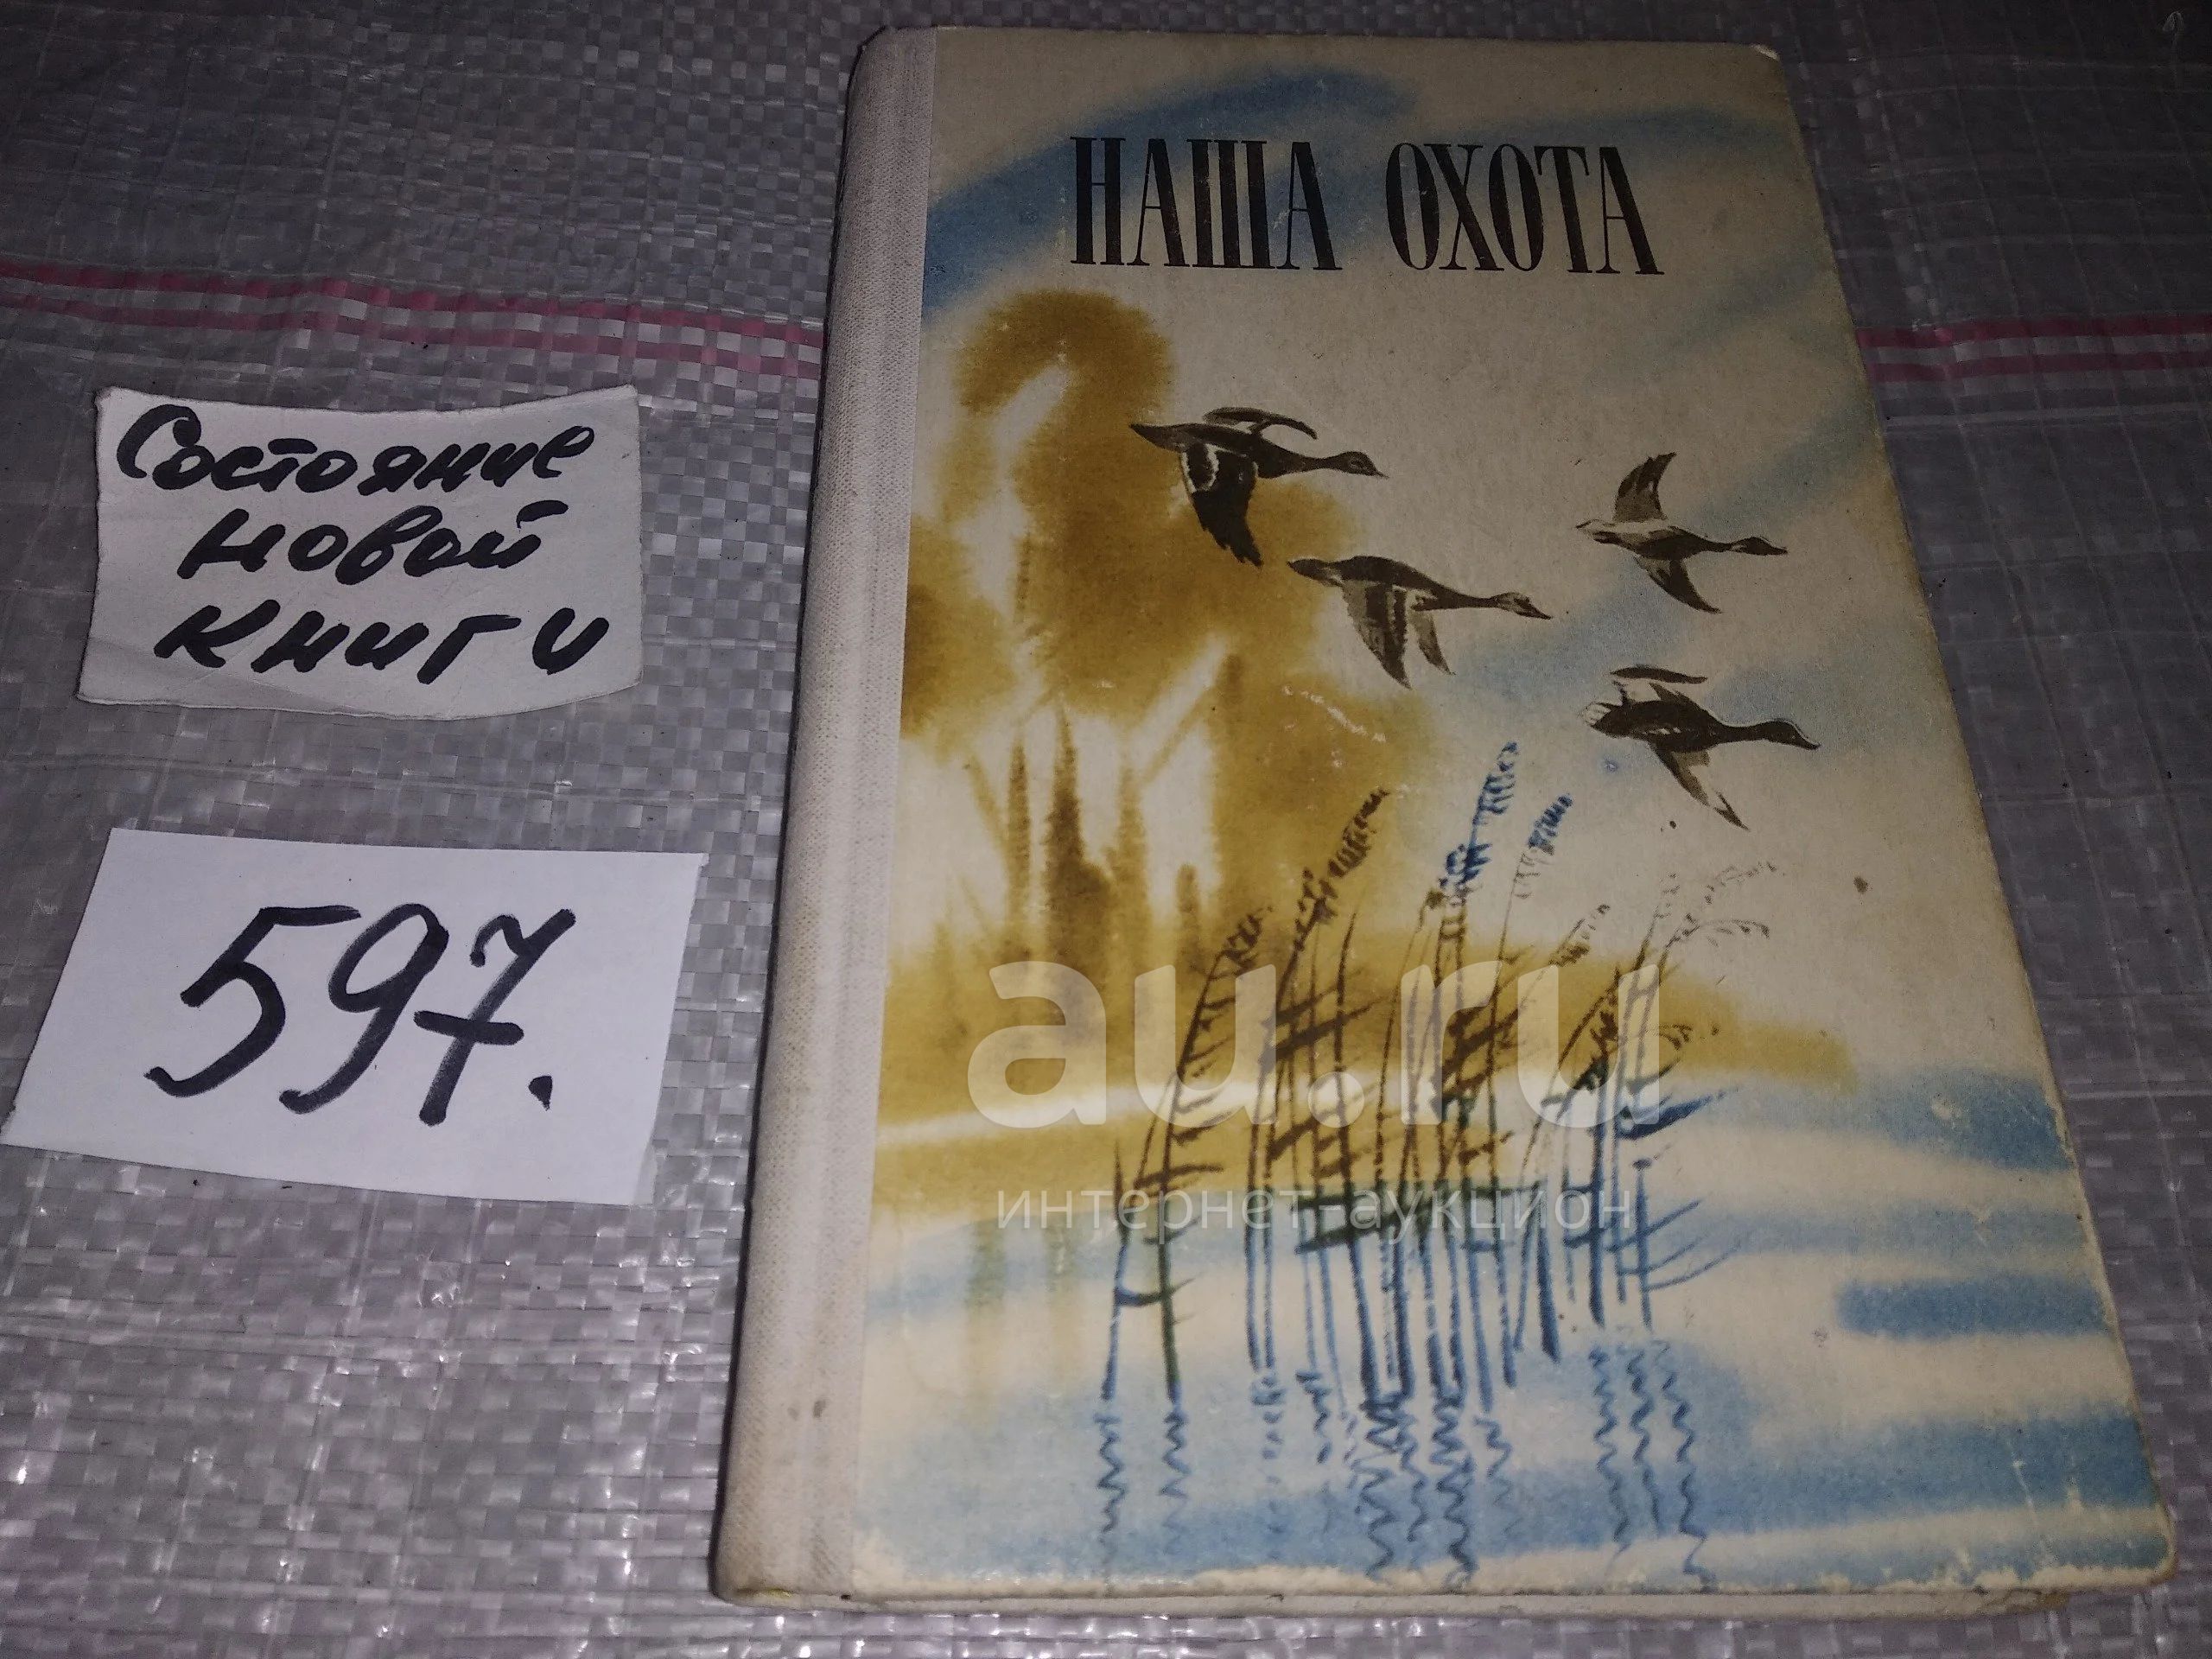 НАША ОХОТА
Состояние
новой
книги
597.
au.ru
интернет-аукцион